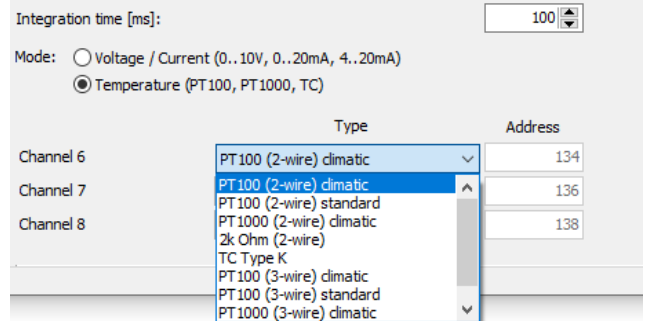 Integration time [ms]: 100
Mode: Voltage / Current (0..10V, 0..20mA, 4..20mA)
Temperature (PT100, PT1000, TC)
Type Address
Channel 6 PT100 (2-wire) climatic 134
Channel 7 PT100 (2-wire) climatic 136
PT100 (2-wire) standard
Channel 8 PT1000 (2-wire) climatic 138
2k Ohm (2-wire)
TC Type K
PT100 (3-wire) climatic
PT100 (3-wire) standard
PT1000 (3-wire) climatic